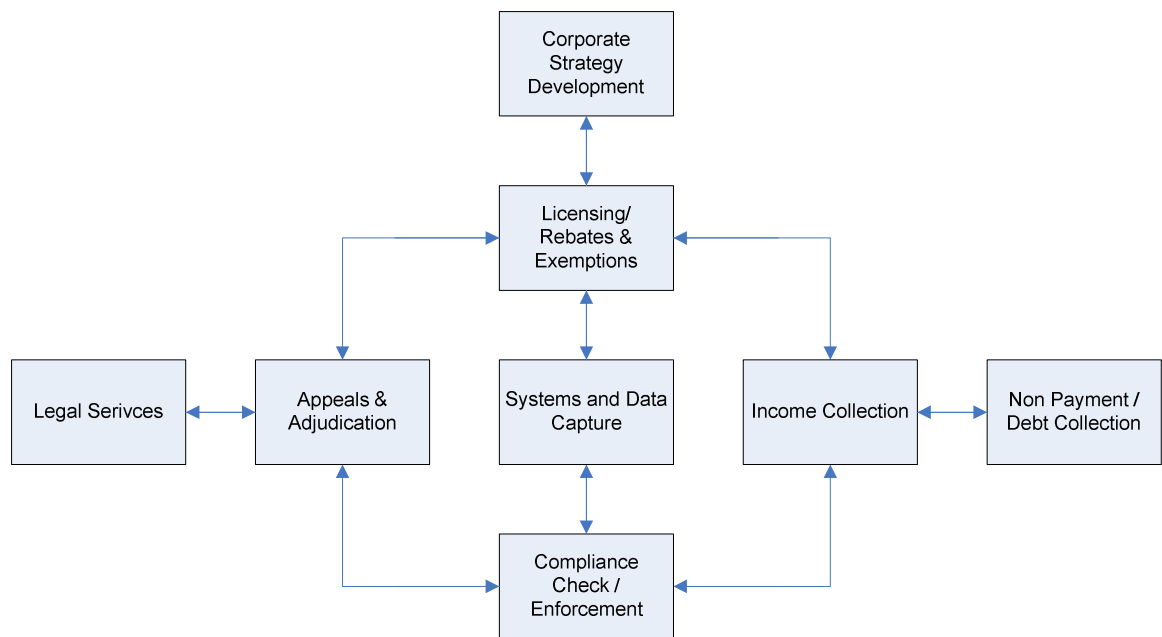 Corporate
Strategy
Development
Licensing/
Rebates &
Exemptions
Legal Serivces
Appeals &
Adjudication
Systems and Data
Capture
Income Collection
Non Payment /
Debt Collection
Compliance
Check /
Enforcement